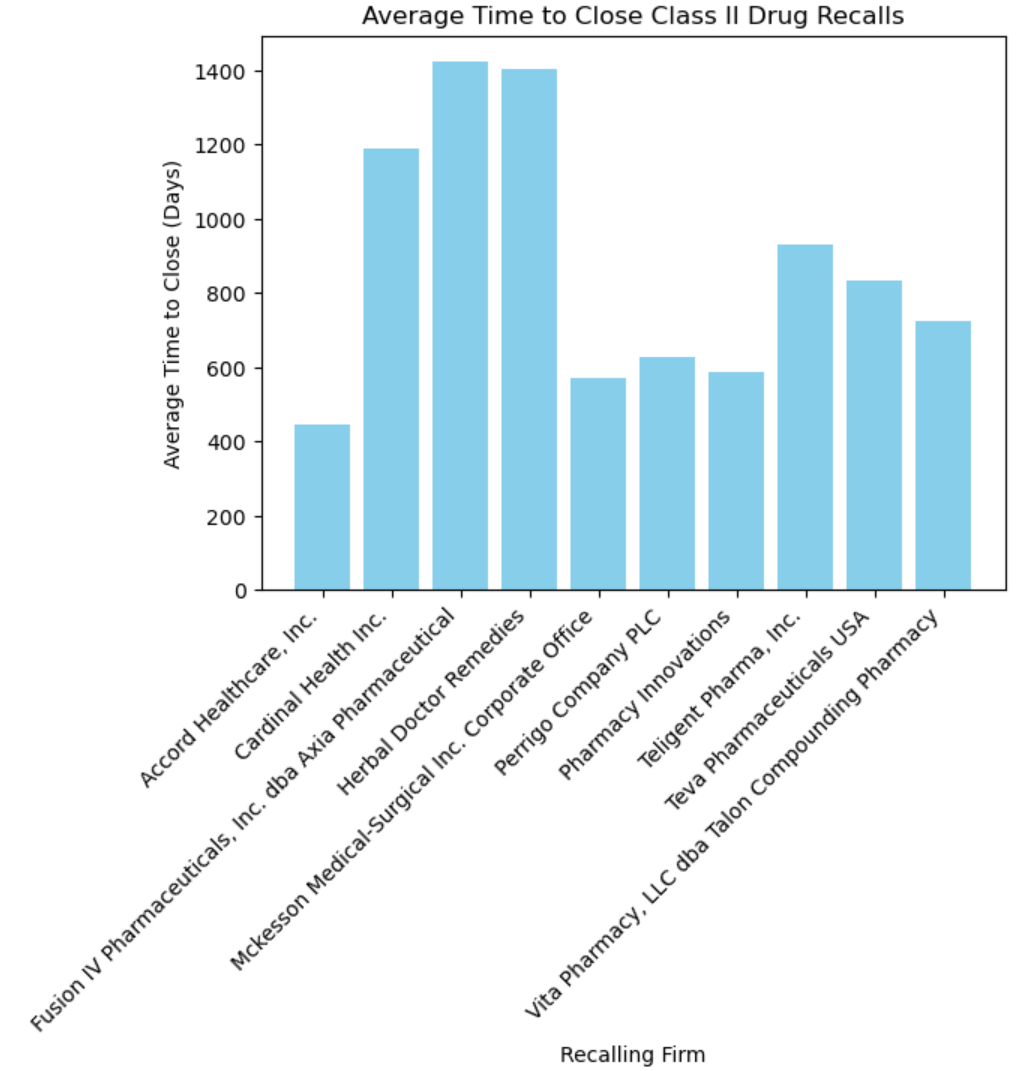 Average Time to Close Class II Drug Recalls
Average Time to Close (Days)
1400
1200
1000
800
600
400
200
0
Accord Healthcare, Inc.
Cardinal Health Inc.
Fusion IV Pharmaceuticals, Inc. dba Axia Pharmaceutical
Herbal Doctor Remedies
Mckesson Medical-Surgical Inc. Corporate Office
Perrigo Company PLC
Pharmacy Innovations
Teligent Pharma, Inc.
Teva Pharmaceuticals USA
Vita Pharmacy, LLC dba Talon Compounding Pharmacy
Recalling Firm